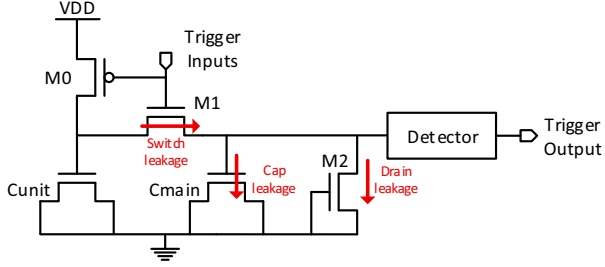 VDD
Trigger
Inputs
M0
M1
Switch
leakage
Detector
Trigger
Output
M2
Cunit
Cmain
Cap
leakage
Drain
leakage